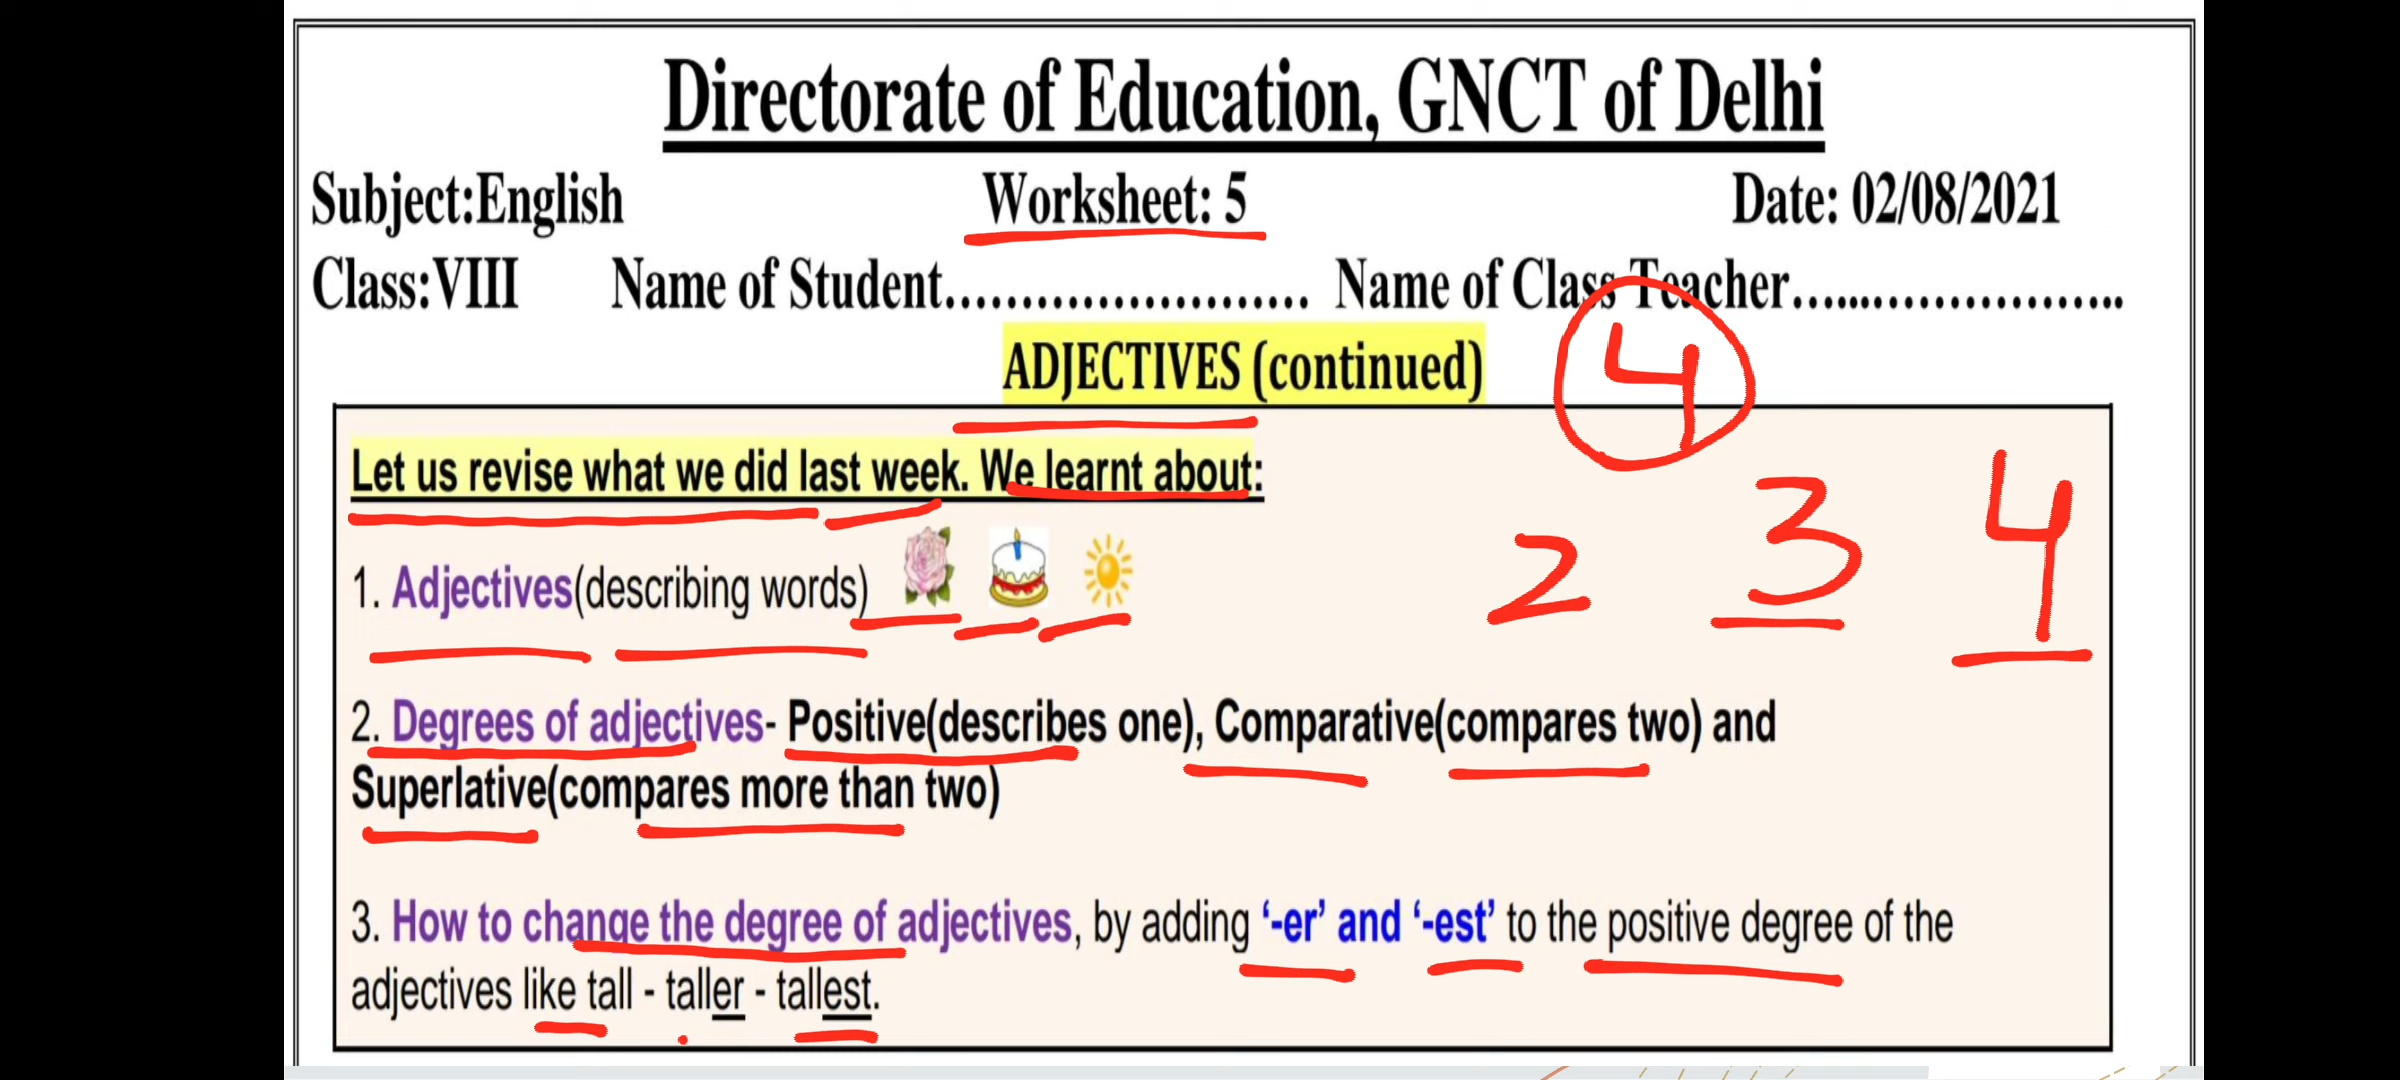 Directorate of Education, GNCT of Delhi
Subject:English Worksheet: 5 Date: 02/08/2021
Class:VIII Name of Student........................ Name of Class Teacher......................
ADJECTIVES (continued) 4
Let us revise what we did last week. We learnt about:
1. Adjectives(describing words) 2 3 4
2. Degrees of adjectives- Positive(describes one), Comparative(compares two) and
Superlative(compares more than two)
3. How to change the degree of adjectives, by adding ‘-er’ and ‘-est’ to the positive degree of the
adjectives like tall - taller - tallest.